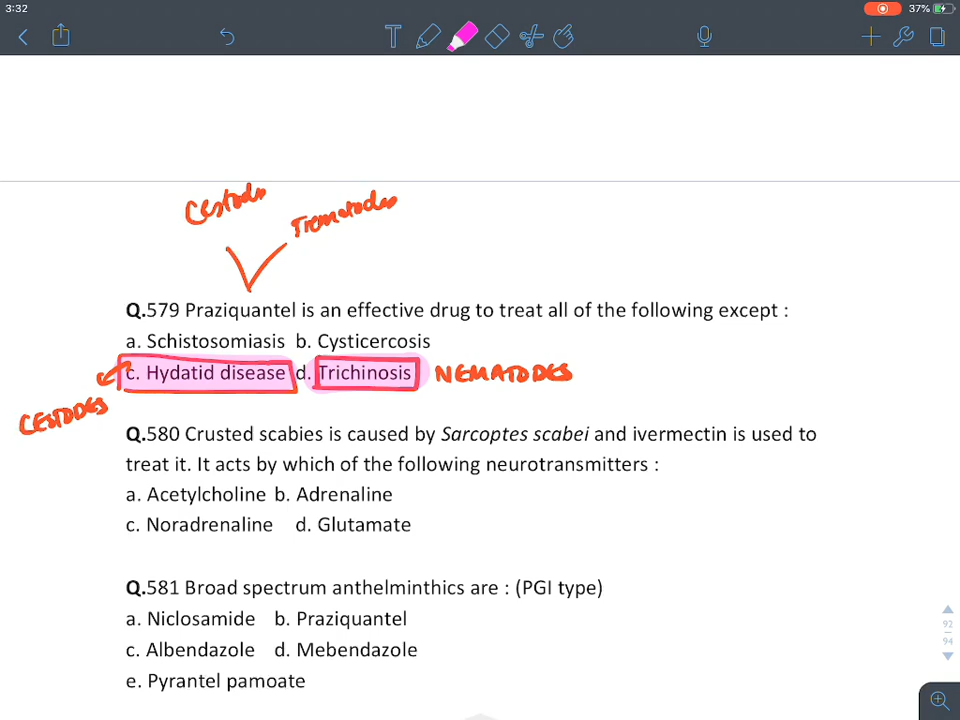 3:32
37%
T
Cestodes
Trematodes
Q.579 Praziquantel is an effective drug to treat all of the following except :
a. Schistosomiasis b. Cysticercosis
c. Hydatid disease d. Trichinosis NEMATODES
CESTODES
Q.580 Crusted scabies is caused by Sarcoptes scabei and ivermectin is used to
treat it. It acts by which of the following neurotransmitters :
a. Acetylcholine b. Adrenaline
c. Noradrenaline d. Glutamate
Q.581 Broad spectrum anthelminthics are : (PGI type)
a. Niclosamide b. Praziquantel
c. Albendazole d. Mebendazole
e. Pyrantel pamoate
92
94